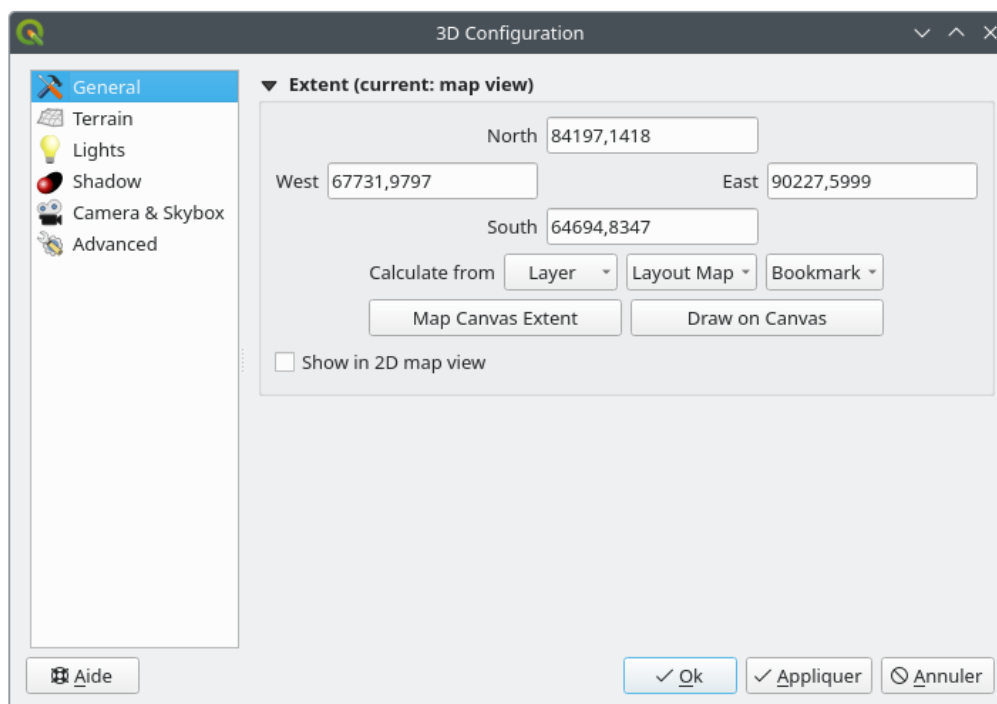 3D Configuration
General
Terrain
Lights
Shadow
Camera & Skybox
Advanced
Extent (current: map view)
North 84197,1418
West 67731,9797 East 90227,5999
South 64694,8347
Calculate from Layer Layout Map Bookmark
Map Canvas Extent Draw on Canvas
Show in 2D map view
Aide Ok Appliquer Annuler